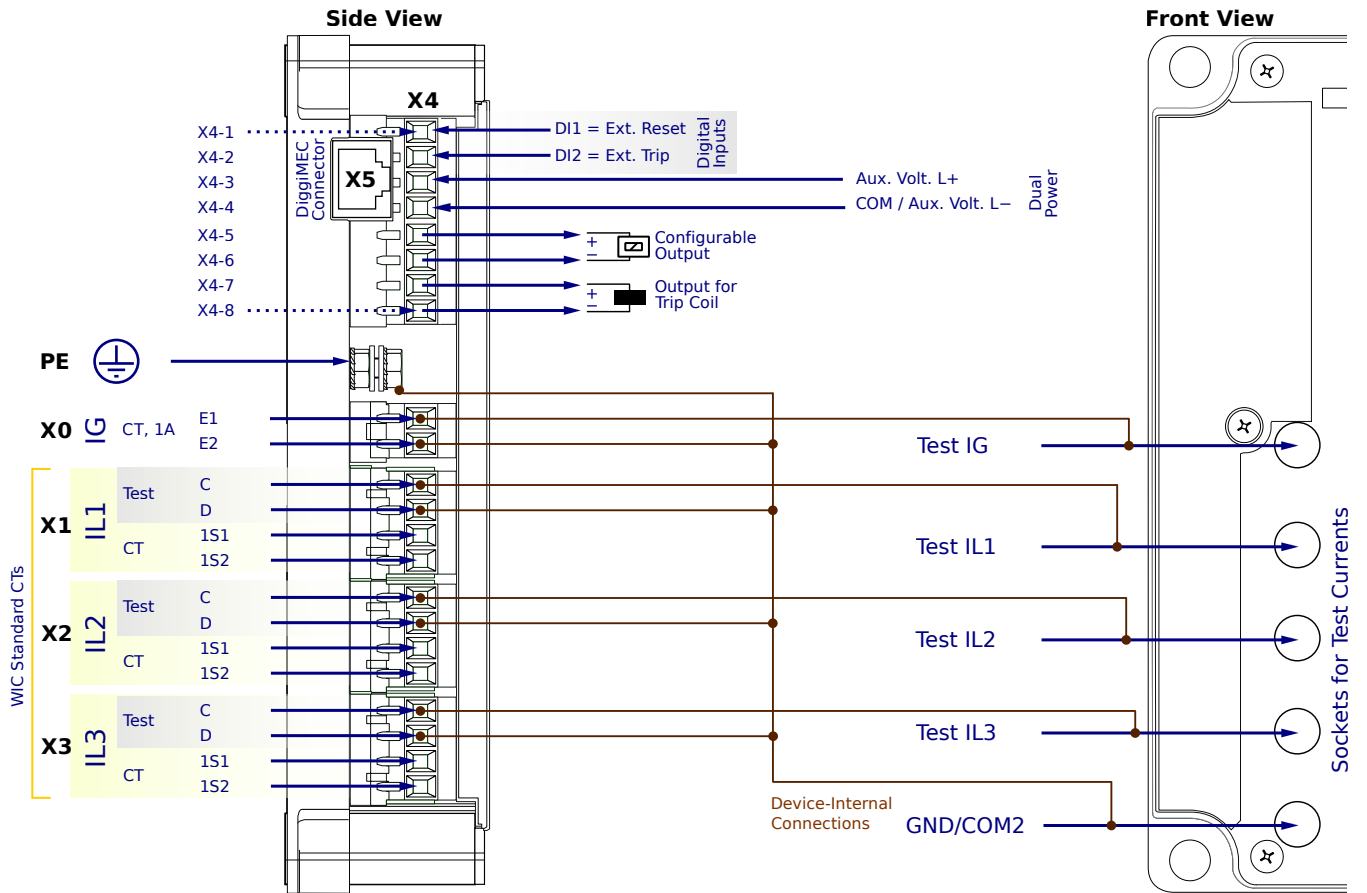 Side View
Front View
X4
X4-1
X4-2
X4-3
X4-4
X4-5
X4-6
X4-7
X4-8
DiggiMEC
Connector
X5
DI1 = Ext. Reset
DI2 = Ext. Trip
Digital
Inputs
Aux. Volt. L+
COM / Aux. Volt. L−
Dual
Power
+
−
Configurable
Output
+
−
Output for
Trip Coil
PE
X0
IG
CT, 1A
E1
E2
Test IG
WIC Standard CTs
X1
IL1
Test
C
D
CT
1S1
1S2
Test IL1
X2
IL2
Test
C
D
CT
1S1
1S2
Test IL2
X3
IL3
Test
C
D
CT
1S1
1S2
Test IL3
Device-Internal
Connections
GND/COM2
Sockets for Test Currents